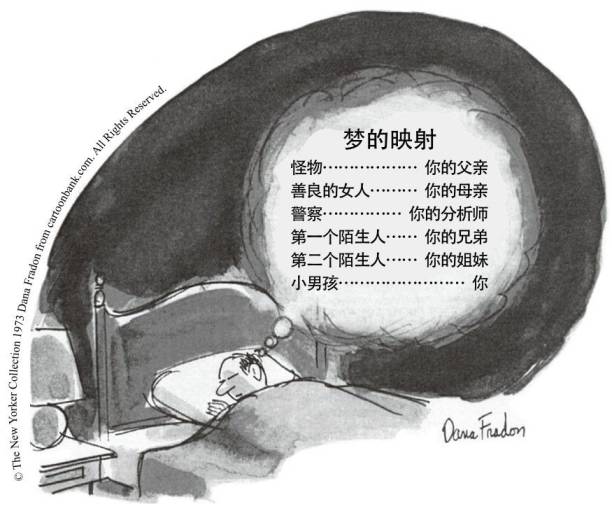 © The New Yorker Collection 1973 Dana Fradon from cartoonbank.com. All Rights Reserved.
梦的映射
怪物……………… 你的父亲
善良的女人……… 你的母亲
警察…………… 你的分析师
第一个陌生人…… 你的兄弟
第二个陌生人…… 你的姐妹
小男孩…………………… 你
Dana Fradon